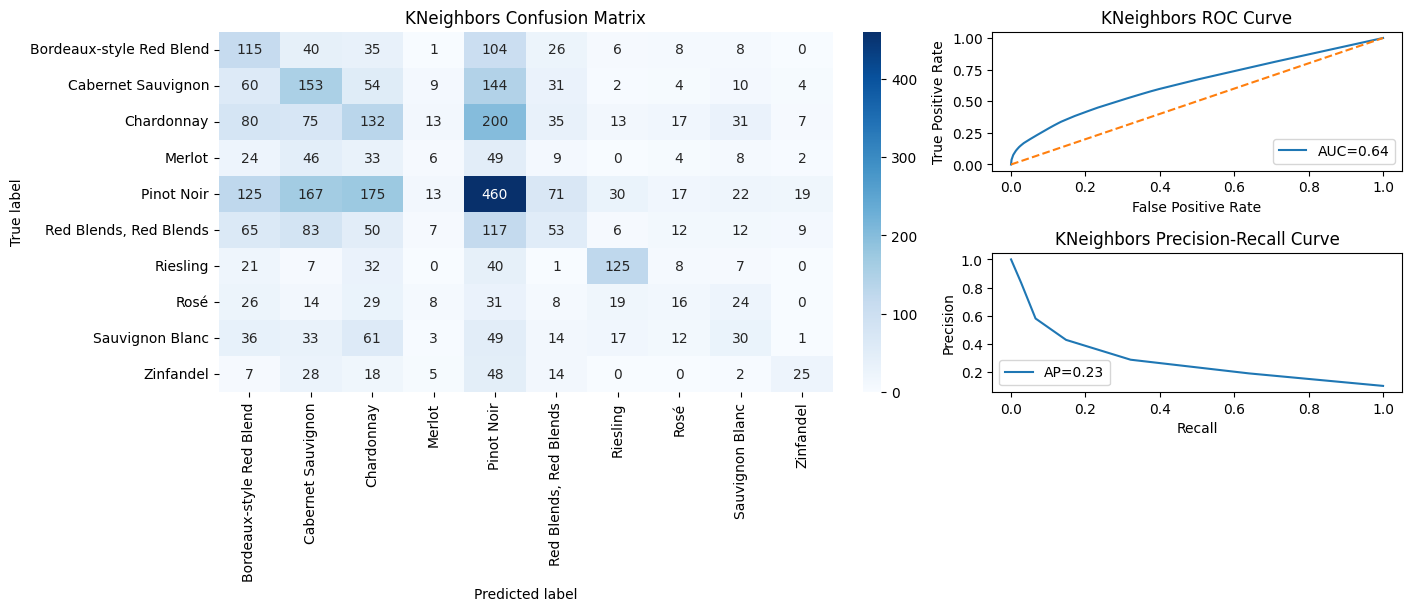 KNeighbors Confusion Matrix
True label
Bordeaux-style Red Blend 115 40 35 1 104 26 6 8 8 0
Cabernet Sauvignon 60 153 54 9 144 31 2 4 10 4
Chardonnay 80 75 132 13 200 35 13 17 31 7
Merlot 24 46 33 6 49 9 0 4 8 2
Pinot Noir 125 167 175 13 460 71 30 17 22 19
Red Blends, Red Blends 65 83 50 7 117 53 6 12 12 9
Riesling 21 7 32 0 40 1 125 8 7 0
Rosé 26 14 29 8 31 8 19 16 24 0
Sauvignon Blanc 36 33 61 3 49 14 17 12 30 1
Zinfandel 7 28 18 5 48 14 0 0 2 25
Bordeaux-style Red Blend
Cabernet Sauvignon
Chardonnay
Merlot
Pinot Noir
Red Blends, Red Blends
Riesling
Rosé
Sauvignon Blanc
Zinfandel
Predicted label
400
300
200
100
0
KNeighbors ROC Curve
True Positive Rate
1.00
0.75
0.50
0.25
0.00
AUC=0.64
0.0 0.2 0.4 0.6 0.8 1.0
False Positive Rate
KNeighbors Precision-Recall Curve
Precision
1.0
0.8
0.6
0.4
0.2
AP=0.23
0.0 0.2 0.4 0.6 0.8 1.0
Recall